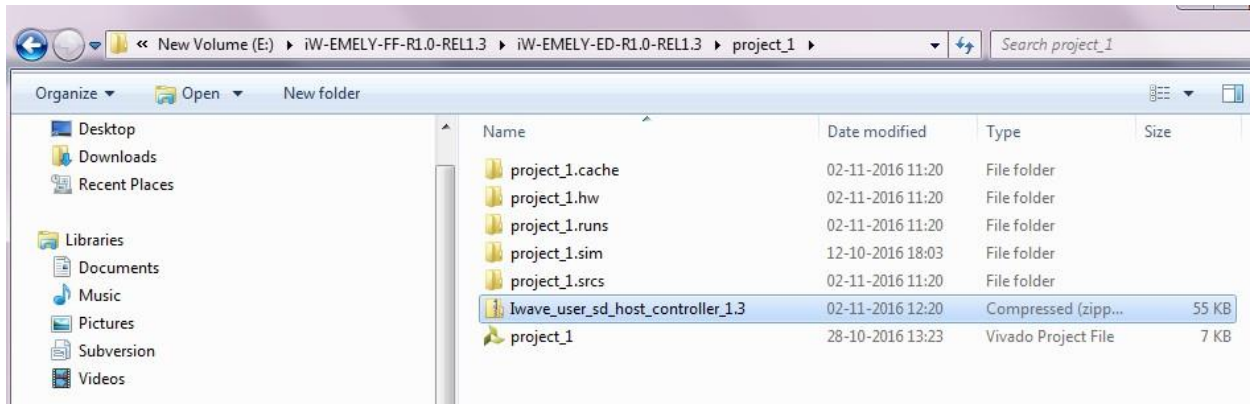 « New Volume (E:) ▸ iW-EMELY-FF-R1.0-REL1.3 ▸ iW-EMELY-ED-R1.0-REL1.3 ▸ project_1 ▸ Search project_1
Organize Open New folder
Desktop
Downloads
Recent Places
Libraries
Documents
Music
Pictures
Subversion
Videos
Name Date modified Type Size
project_1.cache 02-11-2016 11:20 File folder
project_1.hw 02-11-2016 11:20 File folder
project_1.runs 02-11-2016 11:20 File folder
project_1.sim 12-10-2016 18:03 File folder
project_1.srcs 02-11-2016 11:20 File folder
Iwave_user_sd_host_controller_1.3 02-11-2016 12:20 Compressed (zipp... 55 KB
project_1 28-10-2016 13:23 Vivado Project File 7 KB